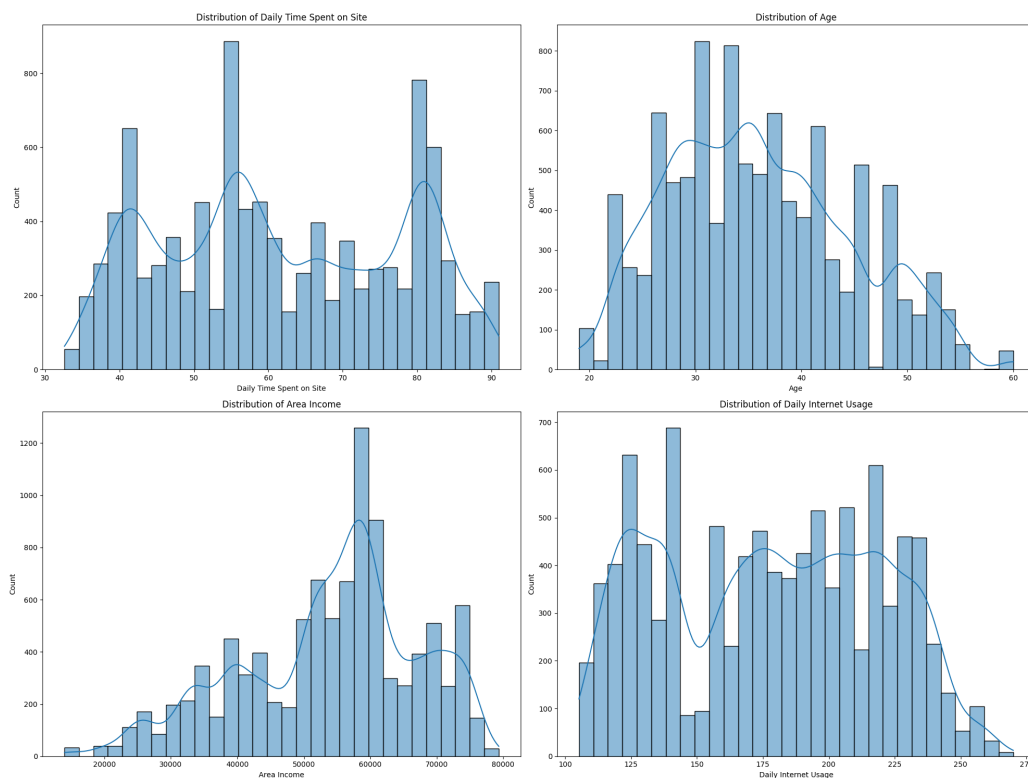 Distribution of Daily Time Spent on Site
Count
800
600
400
200
0
30 40 50 60 70 80 90
Daily Time Spent on Site
Distribution of Age
Count
800
700
600
500
400
300
200
100
0
20 30 40 50 60
Age
Distribution of Area Income
Count
1200
1000
800
600
400
200
0
20000 30000 40000 50000 60000 70000 80000
Area Income
Distribution of Daily Internet Usage
Count
700
600
500
400
300
200
100
0
100 125 150 175 200 225 250
Daily Internet Usage